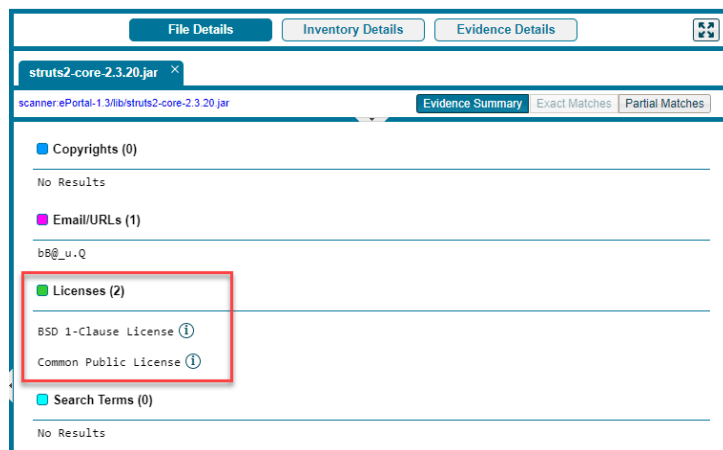 File Details Inventory Details Evidence Details
struts2-core-2.3.20.jar ×
scanner:ePortal-1.3/lib/struts2-core-2.3.20.jar Evidence Summary Exact Matches Partial Matches
Copyrights (0)
No Results
Email/URLs (1)
bB@_u.Q
Licenses (2)
BSD 1-Clause License i
Common Public License i
Search Terms (0)
No Results